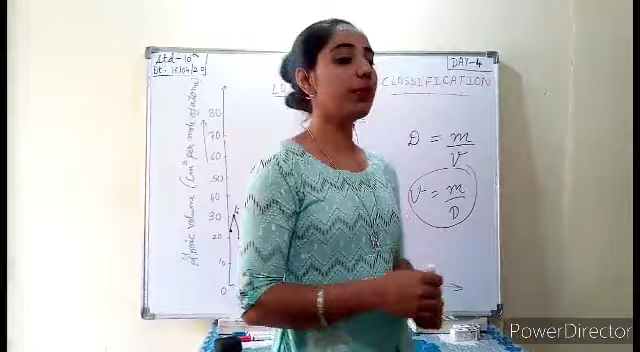 Std - 10th
DAY-4
CLASSIFICATION
Atomic volume (Cm³ per mole of atoms)
80
70
60
50
40
30
20
10
0
D = m/v
v = m/D
PowerDirector